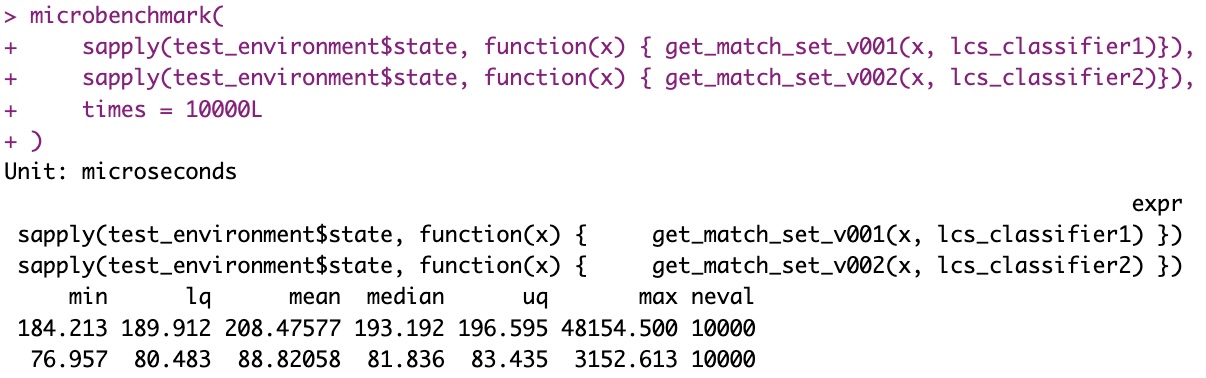 > microbenchmark(
+     sapply(test_environment$state, function(x) { get_match_set_v001(x, lcs_classifier1)}),
+     sapply(test_environment$state, function(x) { get_match_set_v002(x, lcs_classifier2)}),
+     times = 10000L
+ )
Unit: microseconds
                                                                                       expr
 sapply(test_environment$state, function(x) {     get_match_set_v001(x, lcs_classifier1) })
 sapply(test_environment$state, function(x) {     get_match_set_v002(x, lcs_classifier2) })
     min      lq      mean  median      uq       max neval
 184.213 189.912 208.47577 193.192 196.595 48154.500 10000
  76.957  80.483  88.82058  81.836  83.435  3152.613 10000